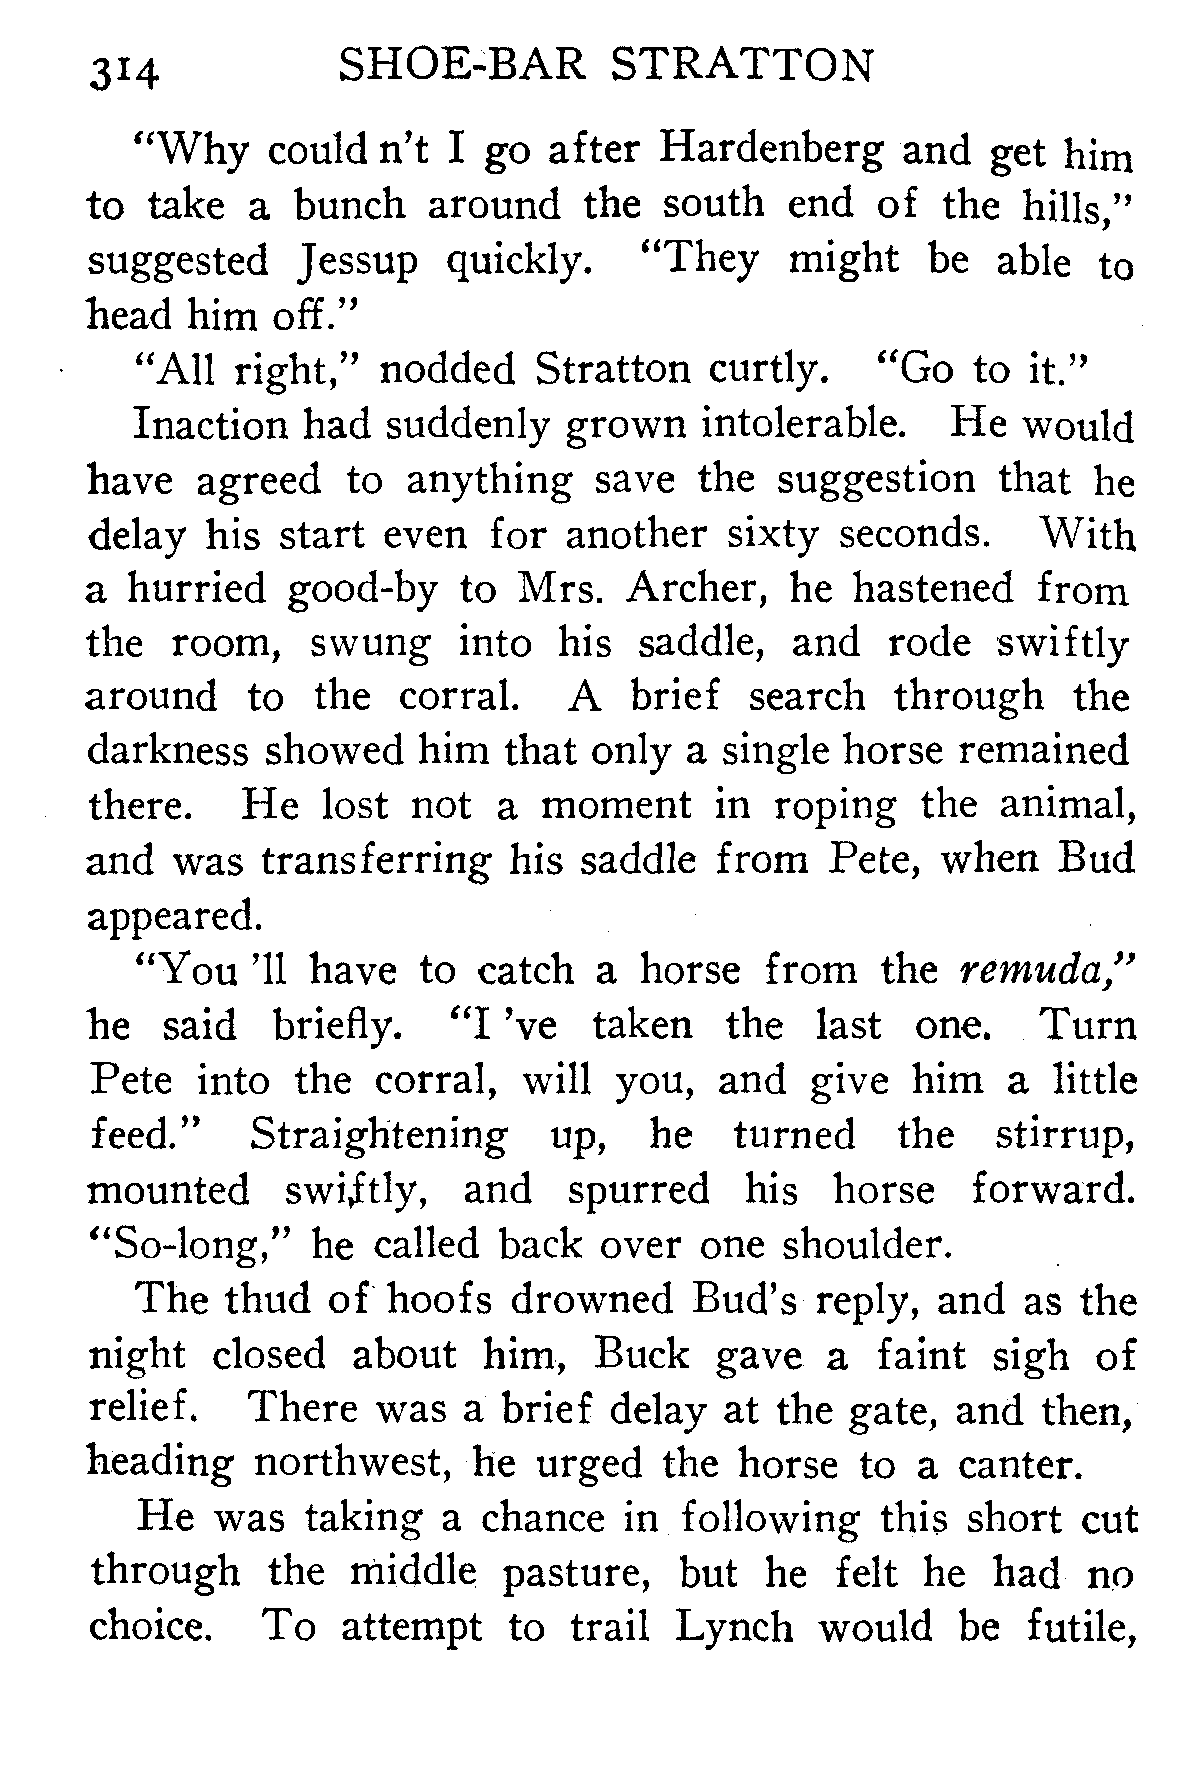 314 SHOE-BAR STRATTON
“Why could n’t I go after Hardenberg and get him
to take a bunch around the south end of the hills,”
suggested Jessup quickly. “They might be able to
head him off.”
“All right,” nodded Stratton curtly. “Go to it.”
Inaction had suddenly grown intolerable. He would
have agreed to anything save the suggestion that he
delay his start even for another sixty seconds. With
a hurried good-by to Mrs. Archer, he hastened from
the room, swung into his saddle, and rode swiftly
around to the corral. A brief search through the
darkness showed him that only a single horse remained
there. He lost not a moment in roping the animal,
and was transferring his saddle from Pete, when Bud
appeared.
“You ’ll have to catch a horse from the remuda,”
he said briefly. “I ’ve taken the last one. Turn
Pete into the corral, will you, and give him a little
feed.” Straightening up, he turned the stirrup,
mounted swiftly, and spurred his horse forward.
“So-long,” he called back over one shoulder.
The thud of hoofs drowned Bud’s reply, and as the
night closed about him, Buck gave a faint sigh of
relief. There was a brief delay at the gate, and then,
heading northwest, he urged the horse to a canter.
He was taking a chance in following this short cut
through the middle pasture, but he felt he had no
choice. To attempt to trail Lynch would be futile,